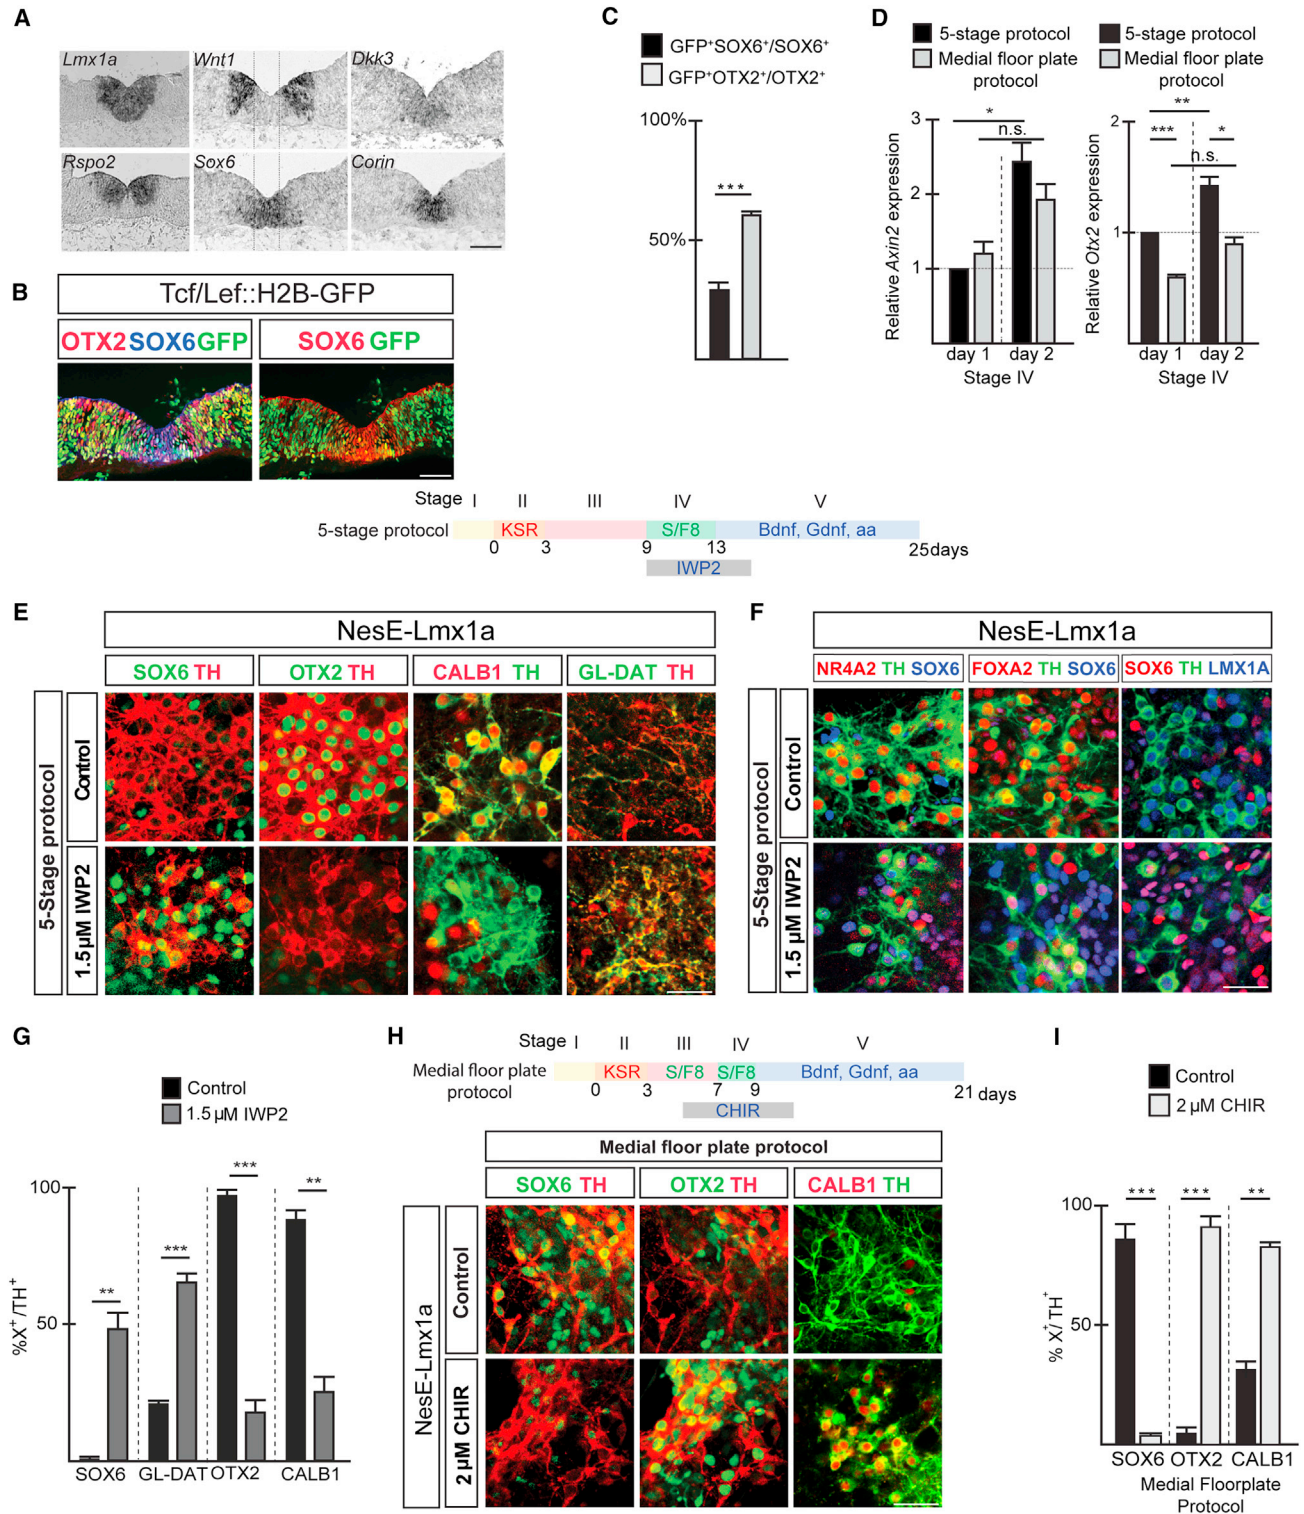 A
Lmx1a
Wnt1
Dkk3
Rspo2
Sox6
Corin
B
Tcf/Lef::H2B-GFP
OTX2 SOX6 GFP
SOX6 GFP
C
GFP+SOX6+/SOX6+
GFP+OTX2+/OTX2+
100%
50%
***
D
5-stage protocol
Medial floor plate
protocol
Relative Axin2 expression
3
2
1
*
n.s.
day 1 day 2
Stage IV
5-stage protocol
Medial floor plate
protocol
Relative Otx2 expression
2
1
**
***
*
n.s.
day 1 day 2
Stage IV
Stage I II III IV V
5-stage protocol
KSR S/F8 Bdnf, Gdnf, aa
0 3 9 13 25 days
IWP2
E
NesE-Lmx1a
SOX6 TH
OTX2 TH
CALB1 TH
GL-DAT TH
5-Stage protocol
Control
1.5 µM IWP2
F
NesE-Lmx1a
NR4A2 TH SOX6
FOXA2 TH SOX6
SOX6 TH LMX1A
5-Stage protocol
Control
1.5 µM IWP2
G
Control
1.5 µM IWP2
%X+/TH+
100
50
**
***
***
**
SOX6 GL-DAT OTX2 CALB1
H
Stage I II III IV V
Medial floor plate
protocol
KSR S/F8 S/F8 Bdnf, Gdnf, aa
0 3 7 9 21 days
CHIR
Medial floor plate protocol
SOX6 TH
OTX2 TH
CALB1 TH
NesE-Lmx1a
Control
2 µM CHIR
I
Control
2 µM CHIR
% X+/ TH+
100
50
***
***
**
SOX6 OTX2 CALB1
Medial Floorplate
Protocol